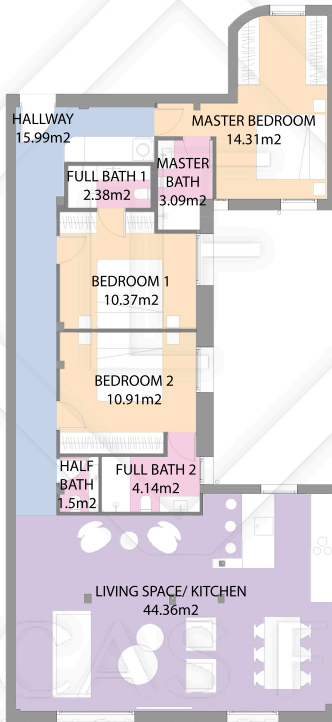 HALLWAY
15.99m2
MASTER BEDROOM
14.31m2
FULL BATH 1
2.38m2
MASTER
BATH
3.09m2
BEDROOM 1
10.37m2
BEDROOM 2
10.91m2
HALF
BATH
1.5m2
FULL BATH 2
4.14m2
LIVING SPACE/ KITCHEN
44.36m2
CASE